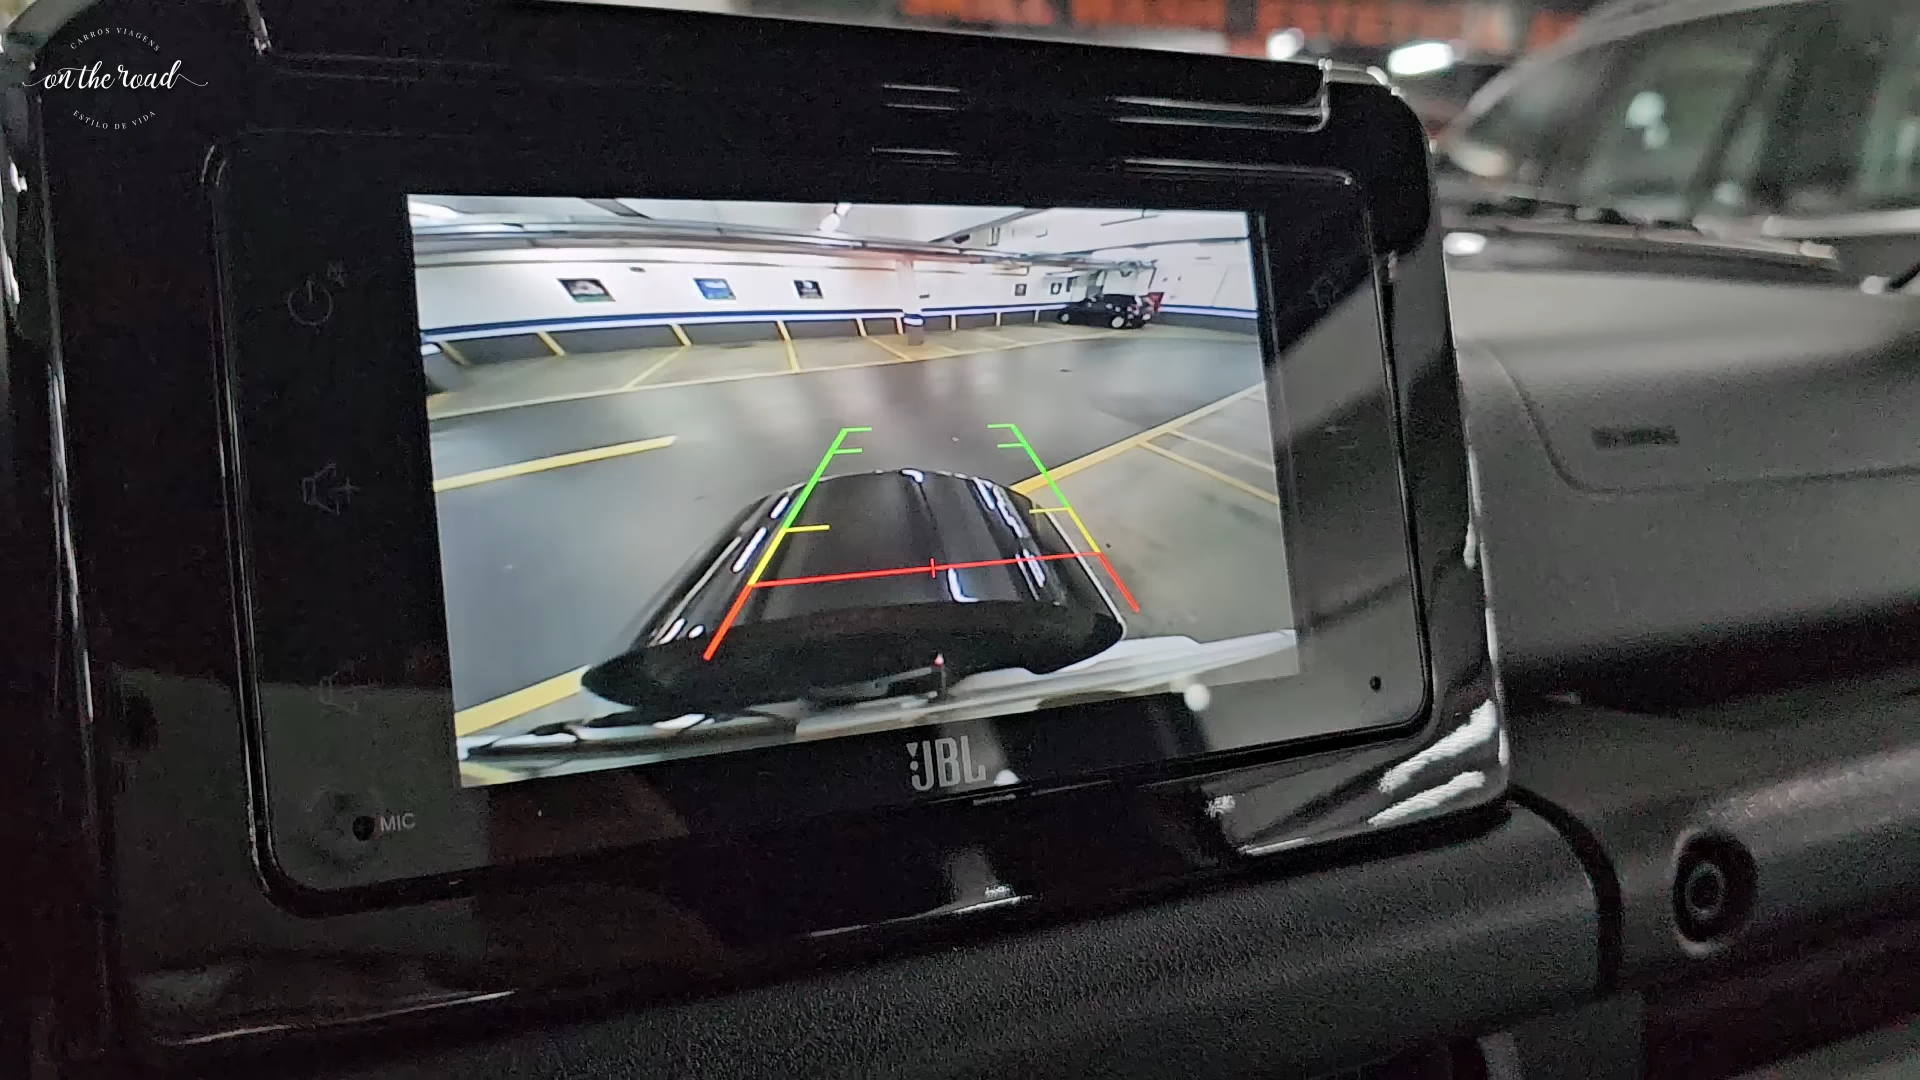 CARROS VIAGENS
on the road
ESTILO DE VIDA
JBL
MIC